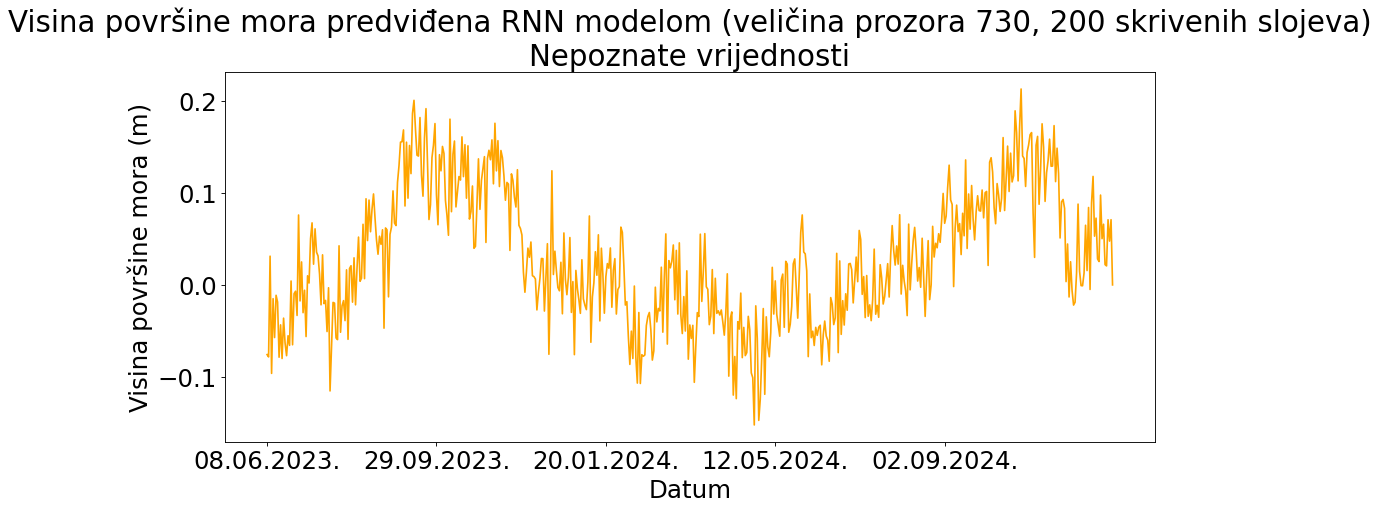 Visina površine mora predviđena RNN modelom (veličina prozora 730, 200 skrivenih slojeva)
Nepoznate vrijednosti
Visina površine mora (m)
0.2
0.1
0.0
−0.1
08.06.2023. 29.09.2023. 20.01.2024. 12.05.2024. 02.09.2024.
Datum